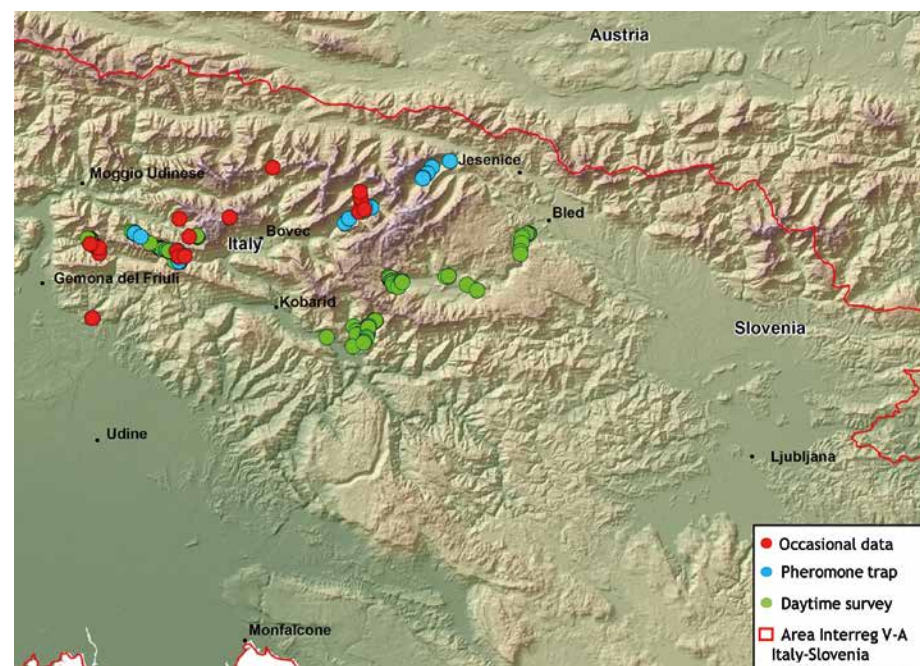 Austria
Jesenice
Moggio Udinese
Bled
Bovec
Italy
Gemona del Friuli
Kobarid
Slovenia
Udine
Ljubljana
Monfalcone
Occasional data
Pheromone trap
Daytime survey
Area Interreg V-A
Italy-Slovenia